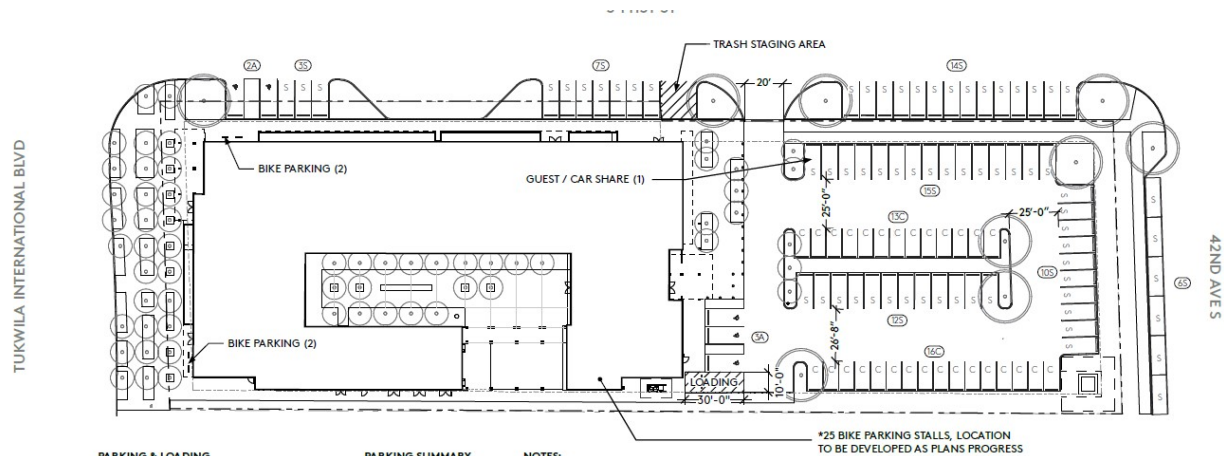 TRASH STAGING AREA
2A
3S
7S
20'
14S
S S S
S S S S S S S
S S S S S S S S S S S S S S
BIKE PARKING (2)
GUEST / CAR SHARE (1)
S S S S S S S S S S S S S S S
15S
25'-0"
25'-0"
13C
C C C C C C C C C C C C C
10S
6S
S S S S S S S S S S S S
12S
26'-8"
3A
16C
C C C C C C C C C C C C C C C C
BIKE PARKING (2)
LOADING
10'-0"
30'-0"
*25 BIKE PARKING STALLS, LOCATION
TO BE DEVELOPED AS PLANS PROGRESS
TUKWILA INTERNATIONAL BLVD
42ND AVE S
PARKING & LOADING
PARKING SUMMARY
NOTES: